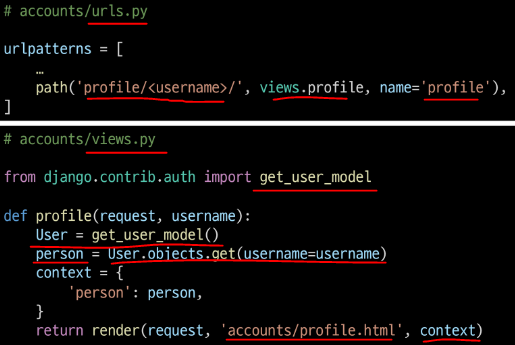 # accounts/urls.py
urlpatterns = [
…
path('profile/<username>/', views.profile, name='profile'),
]
# accounts/views.py
from django.contrib.auth import get_user_model
def profile(request, username):
User = get_user_model()
person = User.objects.get(username=username)
context = {
'person': person,
}
return render(request, 'accounts/profile.html', context)